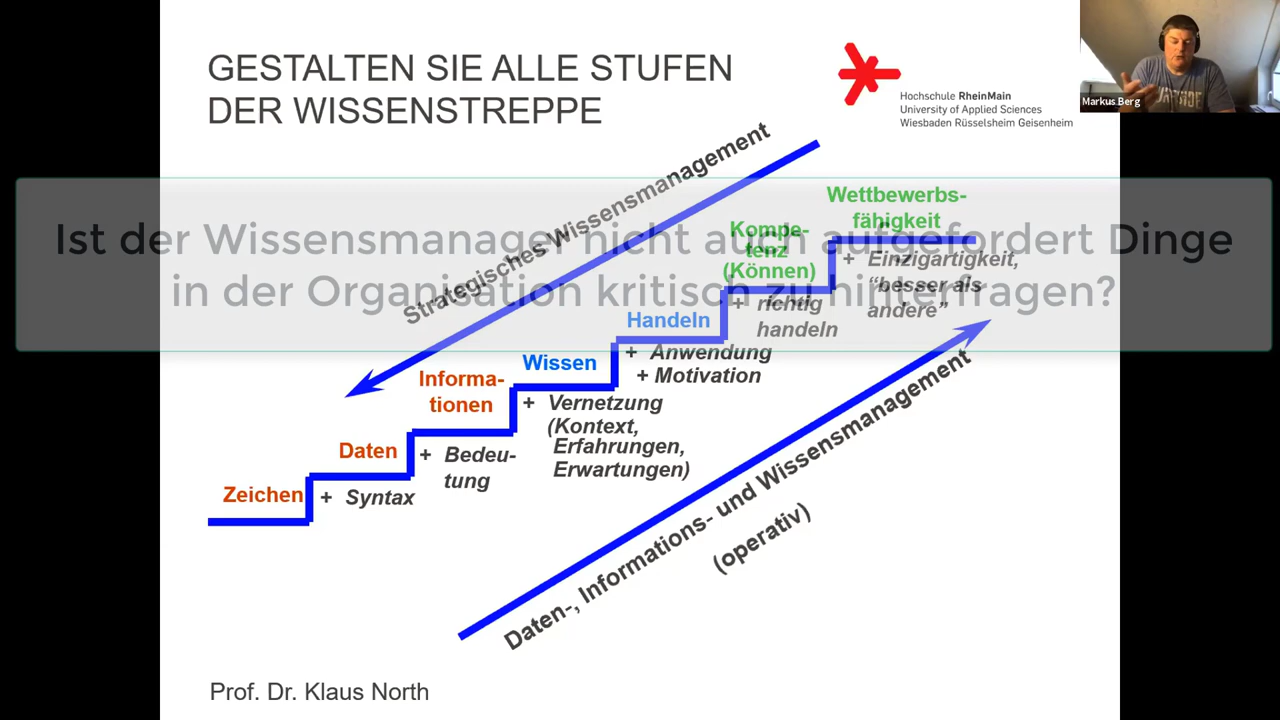 GESTALTEN SIE ALLE STUFEN
DER WISSENSTREPPE
Hochschule RheinMain
University of Applied Sciences
Wiesbaden Rüsselsheim Geisenheim
Markus Berg
Strategisches Wissensmanagement
Ist der Wissensmanager nicht auch aufgefordert Dinge
in der Organisation kritisch zu hinterfragen?
Wettbewerbs-
fähigkeit
+ Einzigartigkeit,
“besser als
andere”
Kompe-
tenz
(Können)
+ richtig
handeln
Handeln
+ Anwendung
+ Motivation
Wissen
+ Vernetzung
(Kontext,
Erfahrungen,
Erwartungen)
Informa-
tionen
+ Bedeu-
tung
Daten
+ Syntax
Zeichen
Daten-, Informations- und Wissensmanagement
(operativ)
Prof. Dr. Klaus North